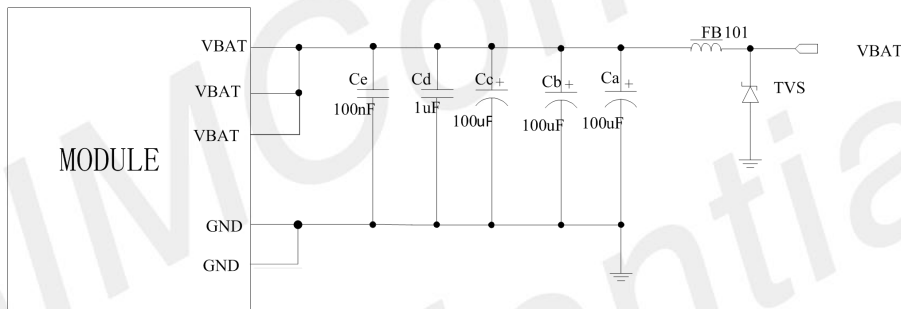 FB101
VBAT
VBAT
Ce
Cd
Cc
+
Cb
+
Ca
+
TVS
VBAT
100nF
1uF
100uF
100uF
100uF
VBAT
MODULE
GND
GND